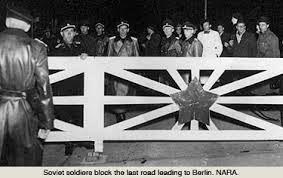 Soviet soldiers block the last road leading to Berlin. NARA.